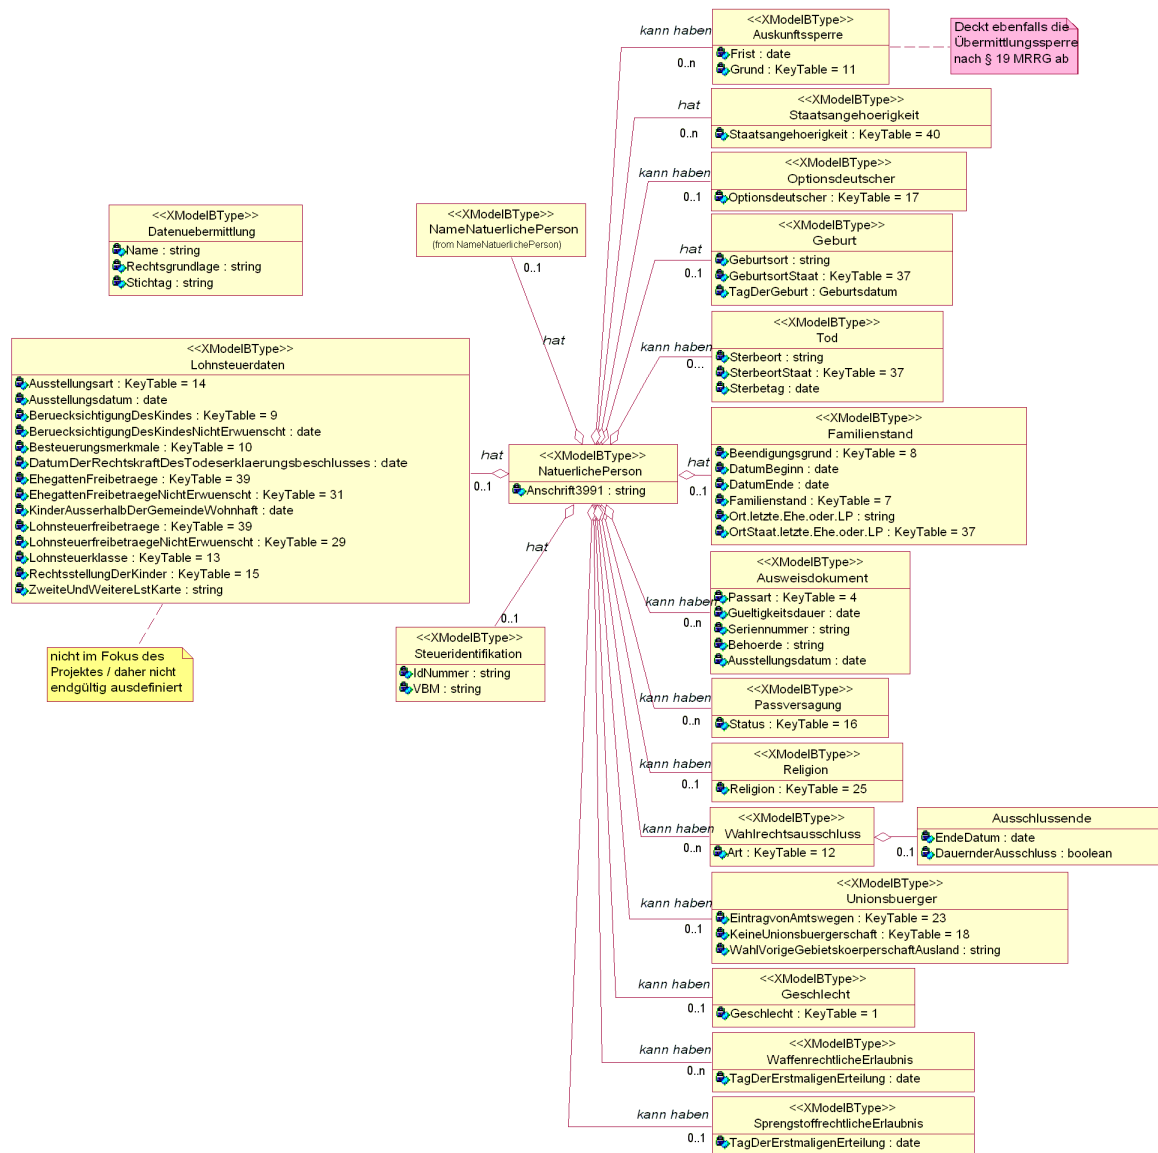 kann haben
0..n
<<XModelBType>>
Auskunftssperre
Frist : date
Grund : KeyTable = 11
Deckt ebenfalls die
Übermittlungssperre
nach § 19 MRRG ab
hat
0..n
<<XModelBType>>
Staatsangehoerigkeit
Staatsangehoerigkeit : KeyTable = 40
kann haben
0..1
<<XModelBType>>
Optionsdeutscher
Optionsdeutscher : KeyTable = 17
<<XModelBType>>
Datenuebermittlung
Name : string
Rechtsgrundlage : string
Stichtag : string
<<XModelBType>>
NameNatuerlichePerson
(from NameNatuerlichePerson)
0..1
hat
hat
0..1
<<XModelBType>>
Geburt
Geburtsort : string
GeburtsortStaat : KeyTable = 37
TagDerGeburt : Geburtsdatum
kann haben
0...
<<XModelBType>>
Tod
Sterbeort : string
SterbeortStaat : KeyTable = 37
Sterbetag : date
<<XModelBType>>
Lohnsteuerdaten
Ausstellungsart : KeyTable = 14
Ausstellungsdatum : date
BeruecksichtigungDesKindes : KeyTable = 9
BeruecksichtigungDesKindesNichtErwuenscht : date
Besteuerungsmerkmale : KeyTable = 10
DatumDerRechtskraftDesTodeserklaerungsbeschlusses : date
EhegattenFreibetraege : KeyTable = 39
EhegattenFreibetraegeNichtErwuenscht : KeyTable = 31
KinderAusserhalbDerGemeindeWohnhaft : date
Lohnsteuerfreibetraege : KeyTable = 39
LohnsteuerfreibetraegeNichtErwuenscht : KeyTable = 29
Lohnsteuerklasse : KeyTable = 13
RechtsstellungDerKinder : KeyTable = 15
ZweiteUndWeitereLstKarte : string
nicht im Fokus des
Projektes / daher nicht
endgültig ausdefiniert
hat
0..1
<<XModelBType>>
NatuerlichePerson
Anschrift3991 : string
hat
0..1
<<XModelBType>>
Familienstand
Beendigungsgrund : KeyTable = 8
DatumBeginn : date
DatumEnde : date
Familienstand : KeyTable = 7
Ort.letzte.Ehe.oder.LP : string
OrtStaat.letzte.Ehe.oder.LP : KeyTable = 37
hat
0..1
<<XModelBType>>
Steueridentifikation
IdNummer : string
VBM : string
kann haben
0..n
<<XModelBType>>
Ausweisdokument
Passart : KeyTable = 4
Gueltigkeitsdauer : date
Seriennummer : string
Behoerde : string
Ausstellungsdatum : date
kann haben
0..n
<<XModelBType>>
Passversagung
Status : KeyTable = 16
kann haben
0..1
<<XModelBType>>
Religion
Religion : KeyTable = 25
kann haben
0..n
<<XModelBType>>
Wahlrechtsausschluss
Art : KeyTable = 12
0..1
Ausschlussende
EndeDatum : date
DauernderAusschluss : boolean
kann haben
0..1
<<XModelBType>>
Unionsbuerger
EintragvonAmtswegen : KeyTable = 23
KeineUnionsbuergerschaft : KeyTable = 18
WahlVorigeGebietskoerperschaftAusland : string
kann haben
0..1
<<XModelBType>>
Geschlecht
Geschlecht : KeyTable = 1
kann haben
0..n
<<XModelBType>>
WaffenrechtlicheErlaubnis
TagDerErstmaligenErteilung : date
kann haben
0..1
<<XModelBType>>
SprengstoffrechtlicheErlaubnis
TagDerErstmaligenErteilung : date